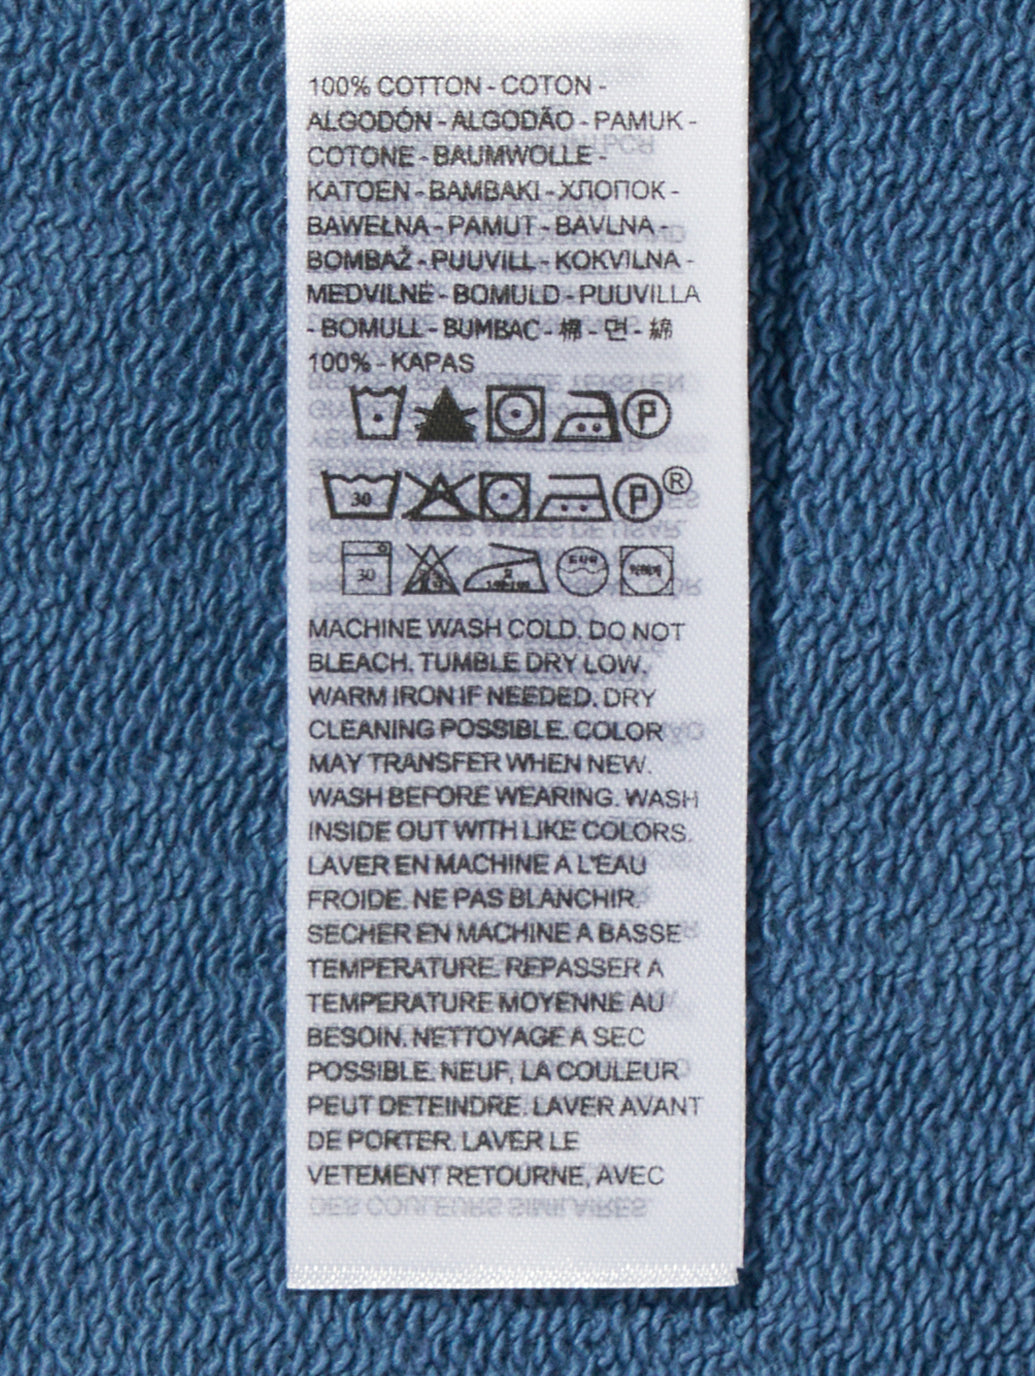 100% COTTON - COTON -
ALGODÓN - ALGODÃO - PAMUK -
COTONE - BAUMWOLLE -
KATOEN - BAMBAKI - ХЛОПОК -
BAWEŁNA - PAMUT - BAVLNA -
BOMBAŽ - PUUVILL - KOKVILNA -
MEDVILNĖ - BOMULD - PUUVILLA
- BOMULL - BUMBAC - 棉 - 면 - 綿
100% - KAPAS
P
30 P ®
30
MACHINE WASH COLD. DO NOT
BLEACH. TUMBLE DRY LOW.
WARM IRON IF NEEDED. DRY
CLEANING POSSIBLE. COLOR
MAY TRANSFER WHEN NEW.
WASH BEFORE WEARING. WASH
INSIDE OUT WITH LIKE COLORS.
LAVER EN MACHINE A L'EAU
FROIDE. NE PAS BLANCHIR.
SECHER EN MACHINE A BASSE
TEMPERATURE. REPASSER A
TEMPERATURE MOYENNE AU
BESOIN. NETTOYAGE A SEC
POSSIBLE. NEUF, LA COULEUR
PEUT DETEINDRE. LAVER AVANT
DE PORTER. LAVER LE
VETEMENT RETOURNE, AVEC
DES COULEURS SIMILAIRES.